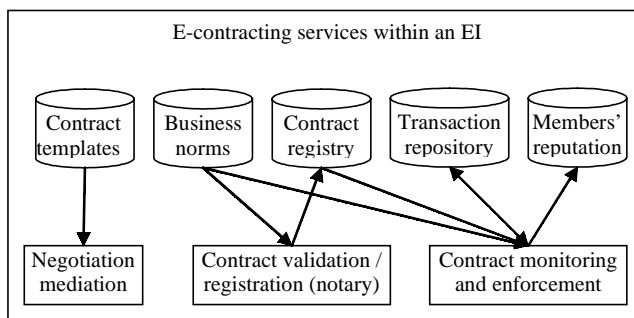 E-contracting services within an EI
Contract
templates
Business
norms
Contract
registry
Transaction
repository
Members’
reputation
Negotiation
mediation
Contract validation /
registration (notary)
Contract monitoring
and enforcement